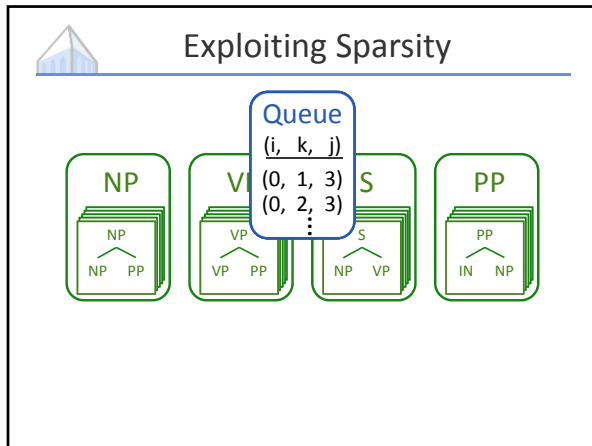 Exploiting Sparsity
Queue
(i, k, j)
(0, 1, 3)
(0, 2, 3)
NP
S
PP
NP
NP PP
VP
VP PP
S
NP VP
PP
IN NP